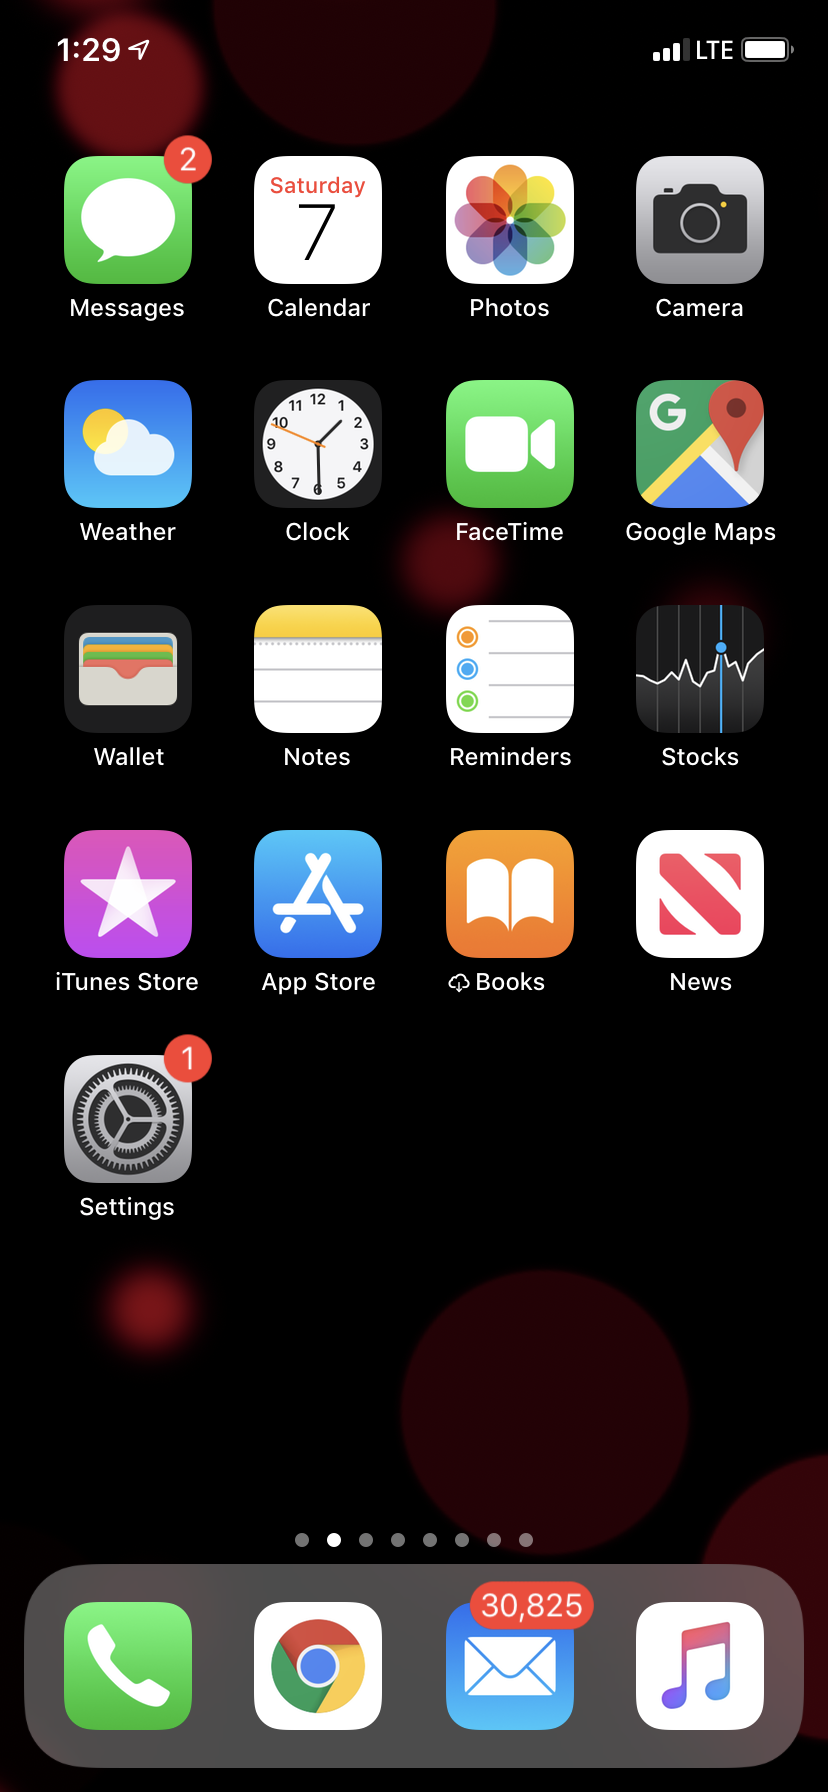 1:29 LTE
2
Saturday
7
Messages Calendar Photos Camera
11 12 1
10 2
9 3
8 4
7 6 5
G
Weather Clock FaceTime Google Maps
Wallet Notes Reminders Stocks
iTunes Store App Store Books News
1
Settings
30,825